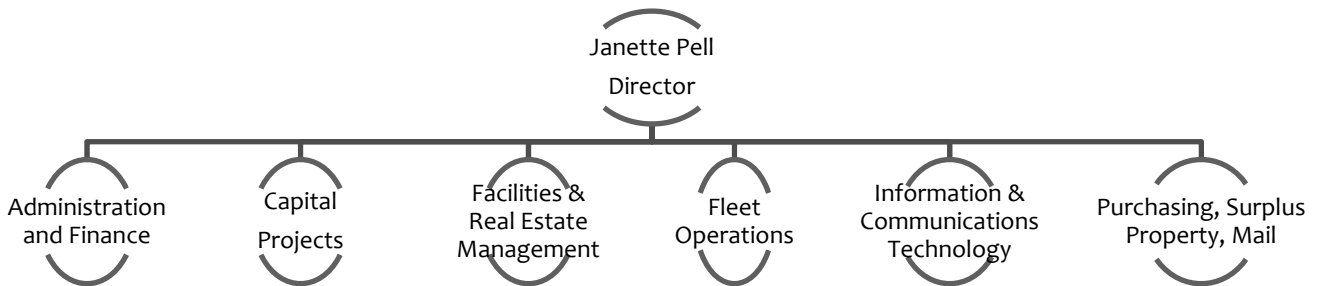 Janette Pell
Director
Administration
and Finance
Capital
Projects
Facilities &
Real Estate
Management
Fleet
Operations
Information &
Communications
Technology
Purchasing, Surplus
Property, Mail